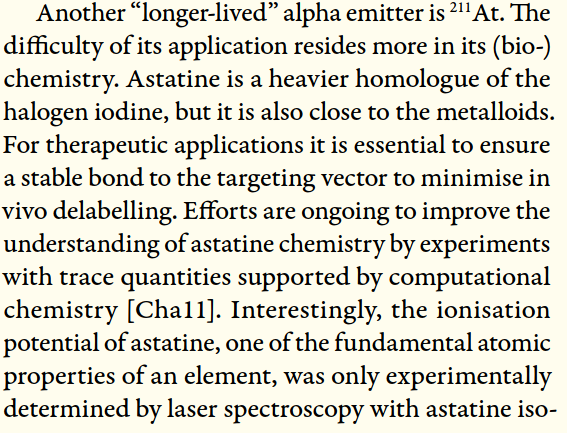 Another “longer-lived” alpha emitter is ²¹¹At. The
difficulty of its application resides more in its (bio-)
chemistry. Astatine is a heavier homologue of the
halogen iodine, but it is also close to the metalloids.
For therapeutic applications it is essential to ensure
a stable bond to the targeting vector to minimise in
vivo delabelling. Efforts are ongoing to improve the
understanding of astatine chemistry by experiments
with trace quantities supported by computational
chemistry [Cha11]. Interestingly, the ionisation
potential of astatine, one of the fundamental atomic
properties of an element, was only experimentally
determined by laser spectroscopy with astatine iso-